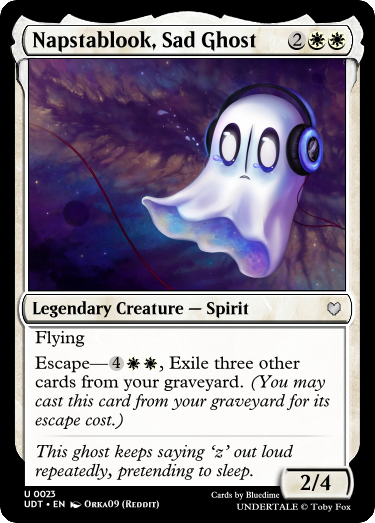 Napstablook, Sad Ghost 2
Legendary Creature — Spirit
Flying
Escape—4, Exile three other
cards from your graveyard. (You may
cast this card from your graveyard for its
escape cost.)
This ghost keeps saying ‘z’ out loud
repeatedly, pretending to sleep.
2/4
U 0023
UDT • EN Orka09 (Reddit)
Cards by Bluedime
UNDERTALE © Toby Fox